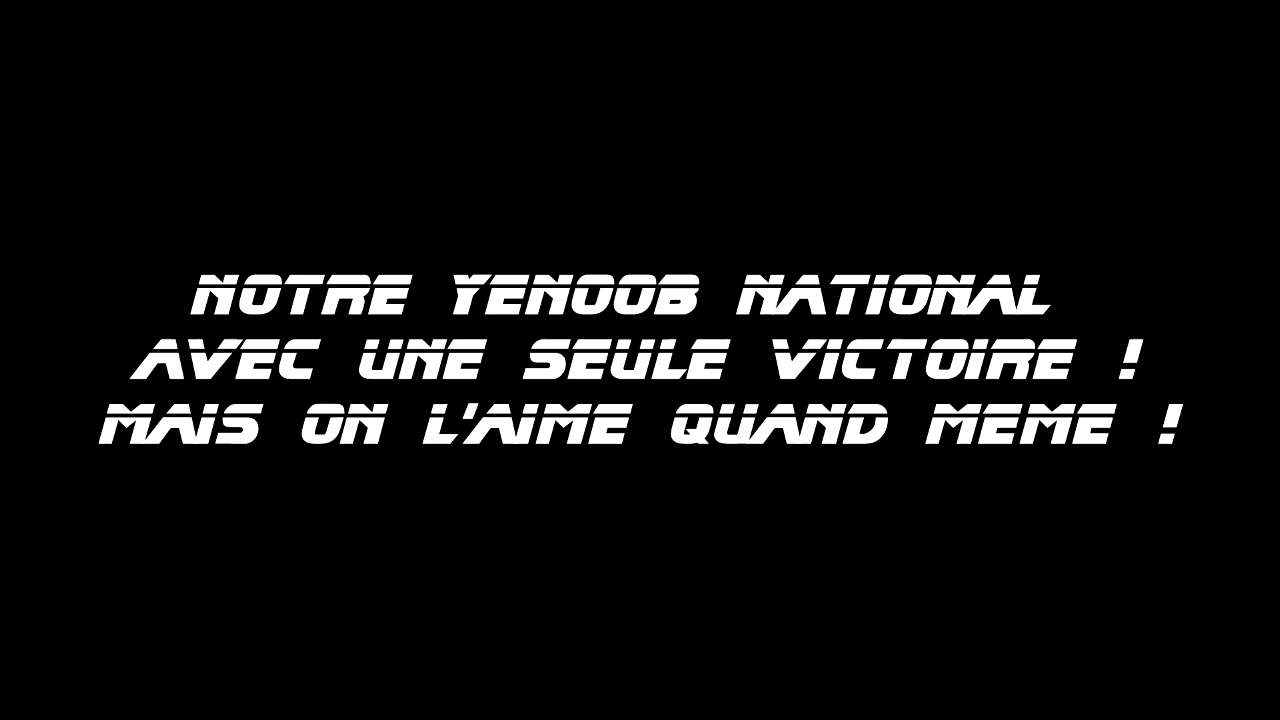 NOTRE YENOOB NATIONAL
AVEC UNE SEULE VICTOIRE !
MAIS ON L'AIME QUAND MEME !